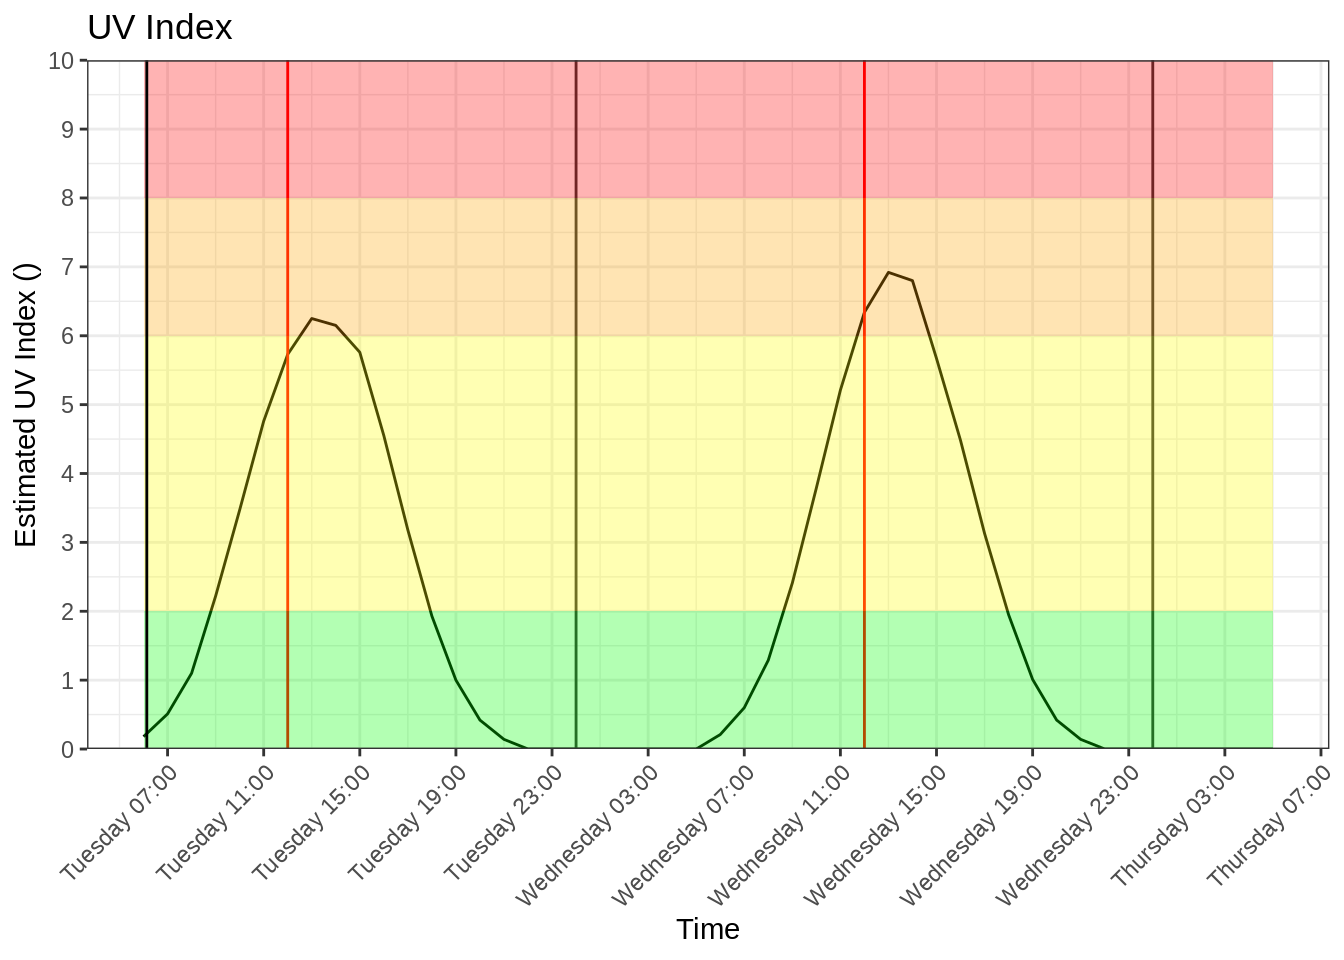 UV Index
Estimated UV Index ()
10
9
8
7
6
5
4
3
2
1
0
Tuesday 07:00
Tuesday 11:00
Tuesday 15:00
Tuesday 19:00
Tuesday 23:00
Wednesday 03:00
Wednesday 07:00
Wednesday 11:00
Wednesday 15:00
Wednesday 19:00
Wednesday 23:00
Thursday 03:00
Thursday 07:00
Time